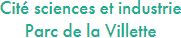 Cité sciences et industrie
Parc de la Villette